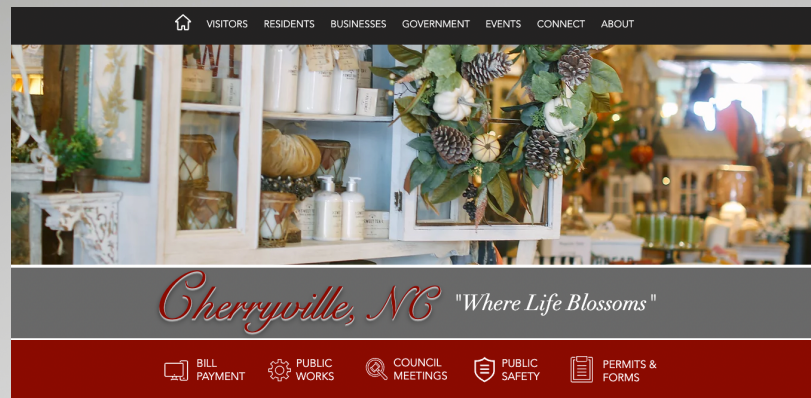 VISITORS RESIDENTS BUSINESSES GOVERNMENT EVENTS CONNECT ABOUT
Cherryville, NC "Where Life Blossoms"
BILL PAYMENT
PUBLIC WORKS
COUNCIL MEETINGS
PUBLIC SAFETY
PERMITS & FORMS